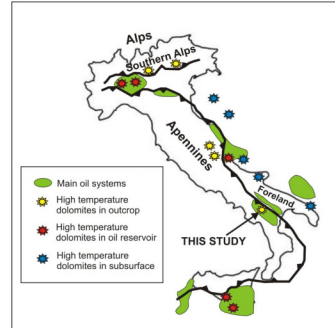 Alps
Southern Alps
Apennines
Foreland
THIS STUDY
Main oil systems
High temperature
dolomites in outcrop
High temperature
dolomites in oil reservoir
High temperature
dolomites in subsurface